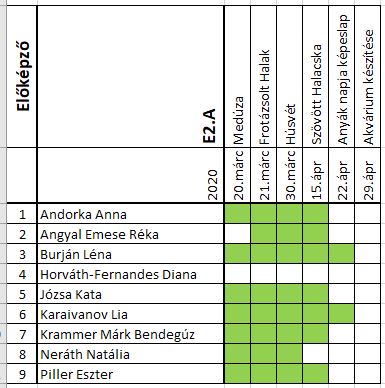 Előképző
E2.A
Medúza
Frotázsolt Halak
Húsvét
Szövött Halacska
Anyák napja képeslap
Akvárium készítése
2020
20.márc
21.márc
30.márc
15.ápr
22.ápr
29.ápr
1 Andorka Anna
2 Angyal Emese Réka
3 Burján Léna
4 Horváth-Fernandes Diana
5 Józsa Kata
6 Karaivanov Lia
7 Krammer Márk Bendegúz
8 Neráth Natália
9 Piller Eszter